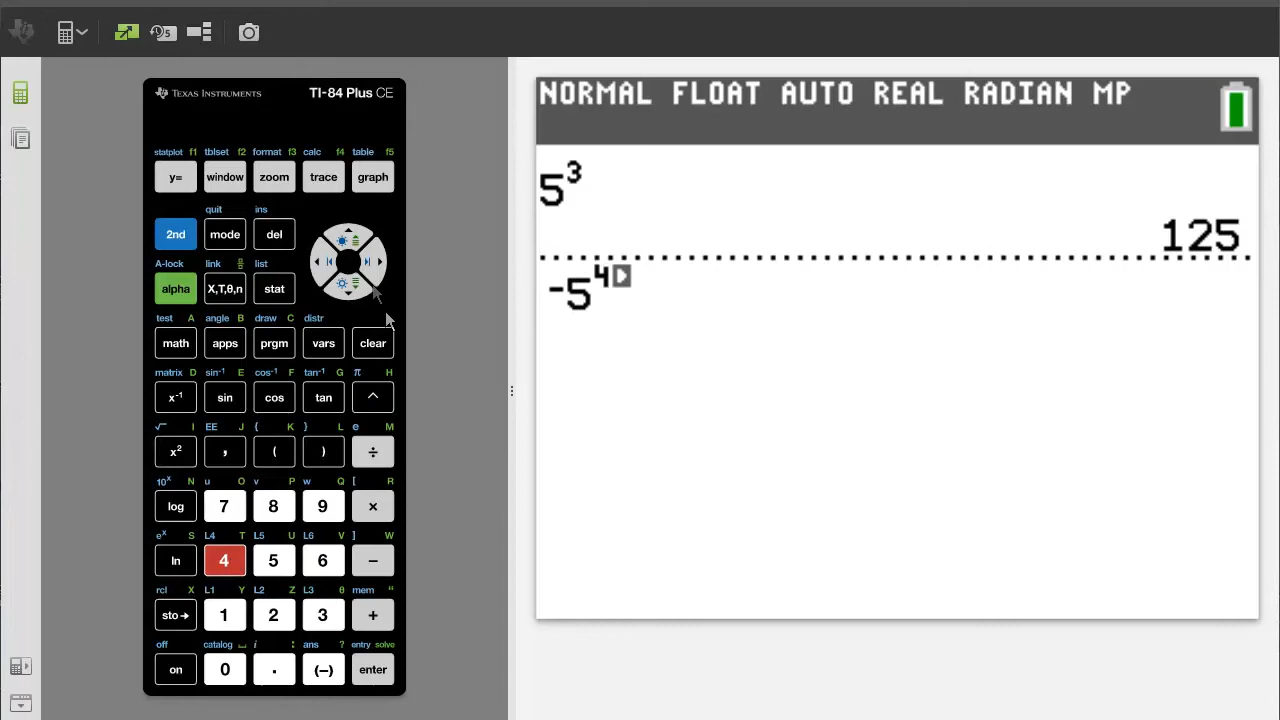 TEXAS INSTRUMENTS TI-84 Plus CE
statplot f1 tblset f2 format f3 calc f4 table f5
y= window zoom trace graph
quit ins
2nd mode del
A-lock link list
alpha X,T,θ,n stat
test A angle B draw C distr
math apps prgm vars clear
matrix D sin⁻¹ E cos⁻¹ F tan⁻¹ G π H
x⁻¹ sin cos tan ^
√ I EE J { K } L e M
x² , ( ) ÷
10ˣ N u O v P w Q [ R
log 7 8 9 ×
eˣ S L4 T L5 U L6 V ] W
ln 4 5 6 −
rcl X L1 Y L2 Z L3 θ mem "
sto→ 1 2 3 +
off catalog ⎵ i : ans ? entry solve
on 0 . (−) enter
NORMAL FLOAT AUTO REAL RADIAN MP
5³
125
-5⁴